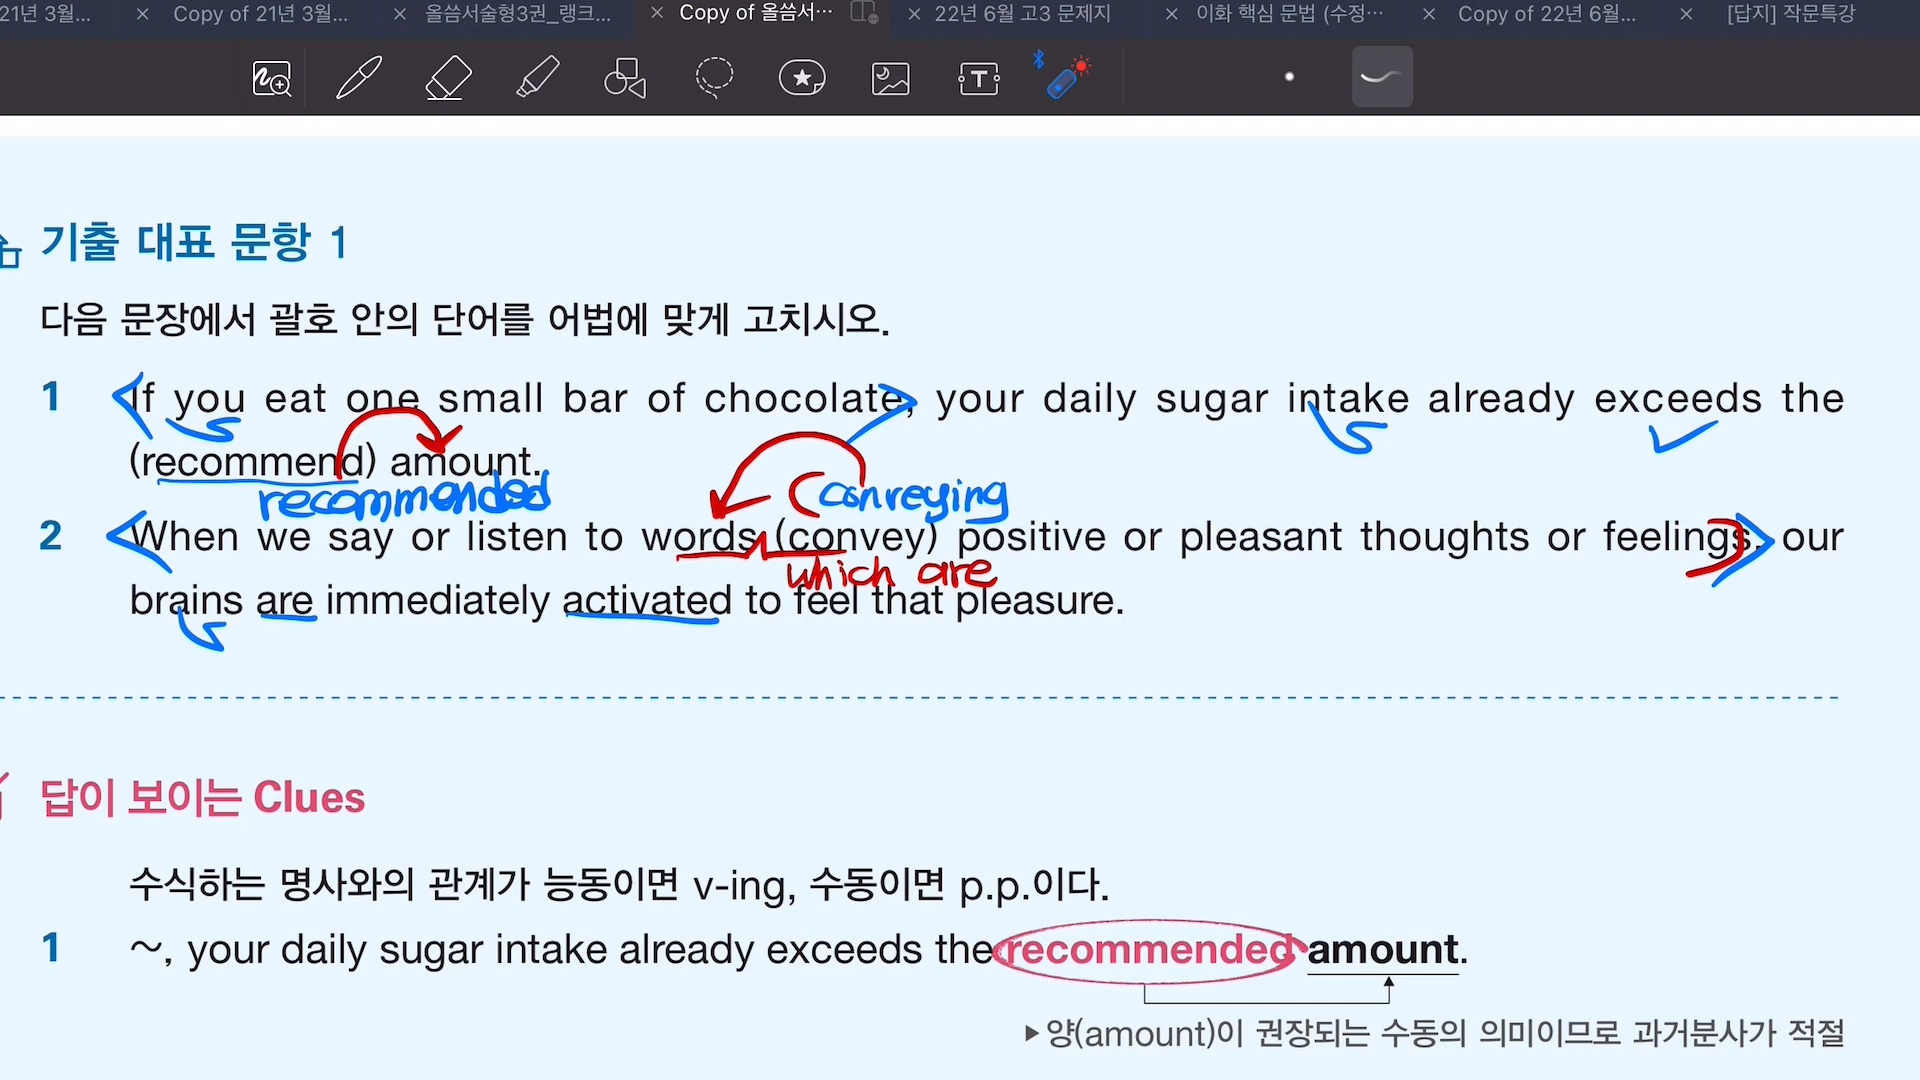 21년 3월...
Copy of 21년 3월...
올씀서술형3권_랭크...
Copy of 올씀서...
22년 6월 고3 문제지
이화 핵심 문법 (수정...
Copy of 22년 6월...
[답지] 작문특강
기출 대표 문항 1
다음 문장에서 괄호 안의 단어를 어법에 맞게 고치시오.
1 If you eat one small bar of chocolate, your daily sugar intake already exceeds the
(recommend) amount.
recommended
(conveying
2 When we say or listen to words (convey) positive or pleasant thoughts or feelings, our
which are
brains are immediately activated to feel that pleasure.
답이 보이는 Clues
수식하는 명사와의 관계가 능동이면 v-ing, 수동이면 p.p.이다.
1 ~, your daily sugar intake already exceeds the recommended amount.
▶양(amount)이 권장되는 수동의 의미이므로 과거분사가 적절